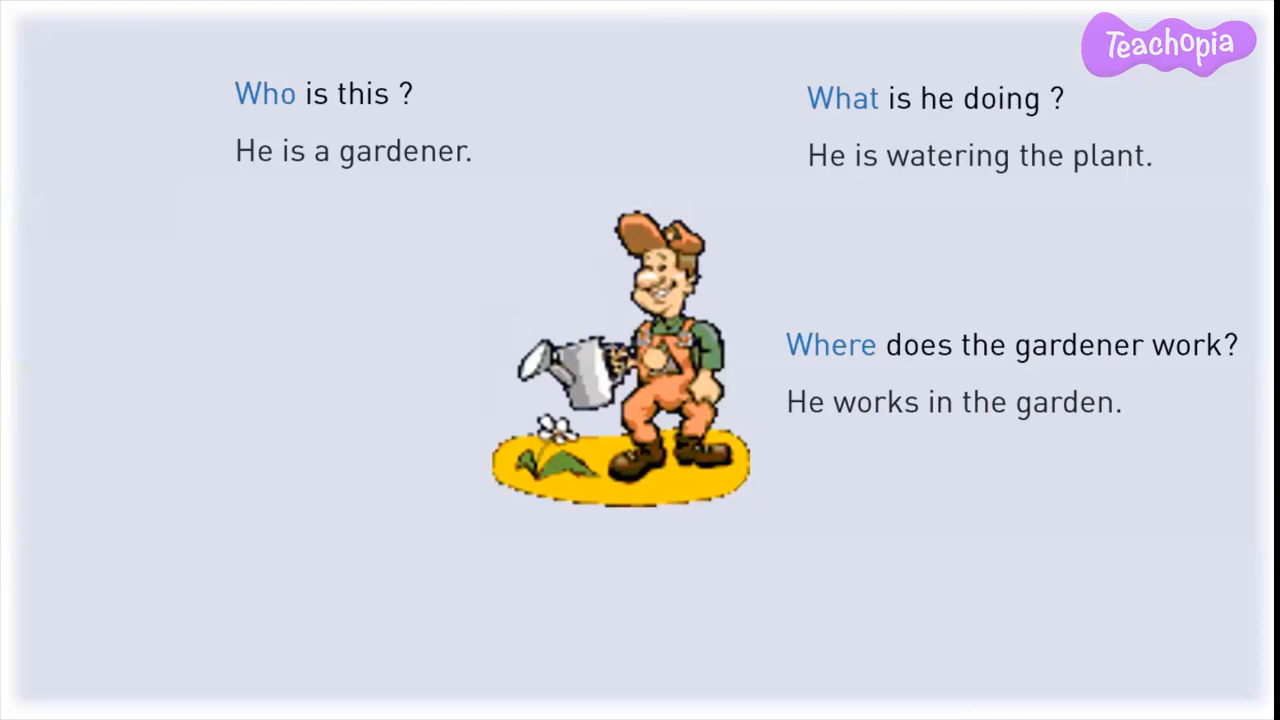 Teachopia
Who is this ?
He is a gardener.
What is he doing ?
He is watering the plant.
Where does the gardener work?
He works in the garden.